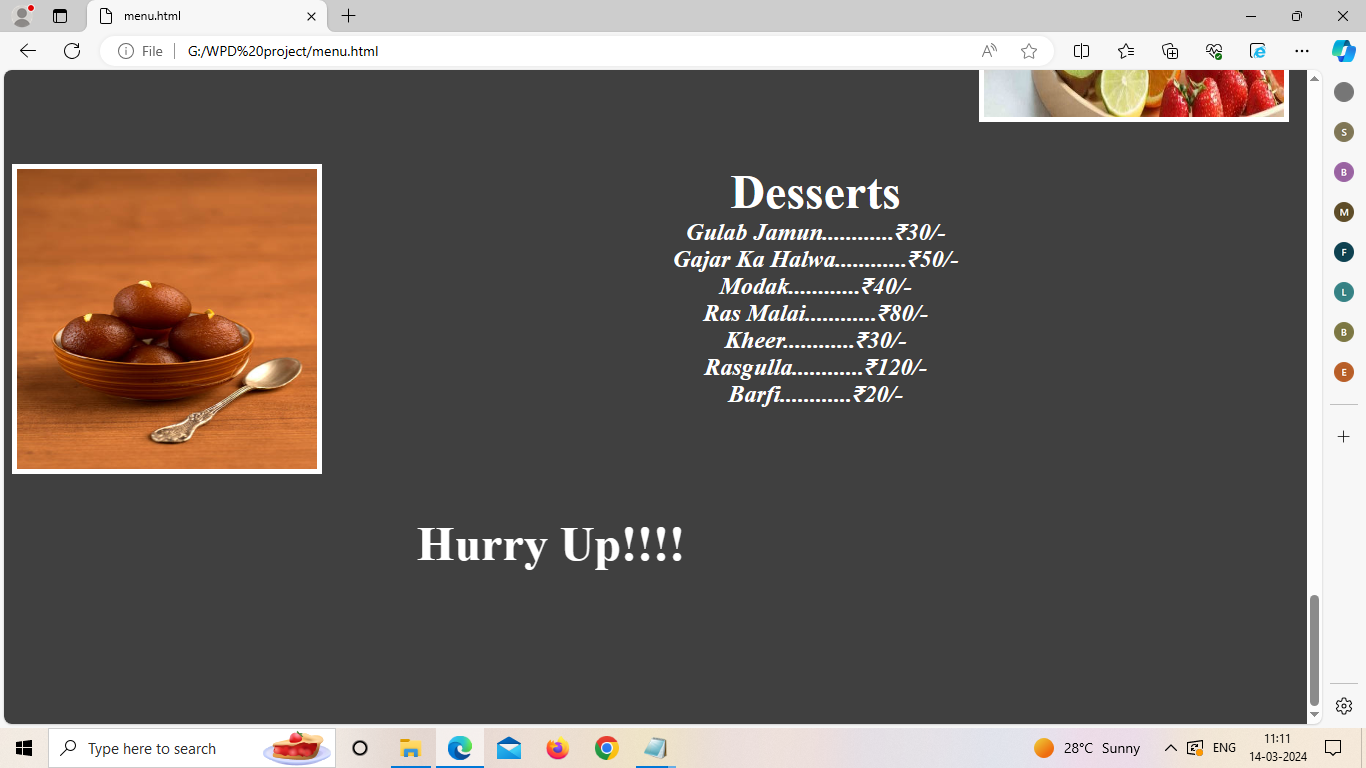 menu.html
File
G:/WPD%20project/menu.html
S
B
M
F
L
B
E
Desserts
Gulab Jamun............₹30/-
Gajar Ka Halwa............₹50/-
Modak............₹40/-
Ras Malai............₹80/-
Kheer............₹30/-
Rasgulla............₹120/-
Barfi............₹20/-
Hurry Up!!!!
Type here to search
28°C Sunny
ENG
11:11
14-03-2024